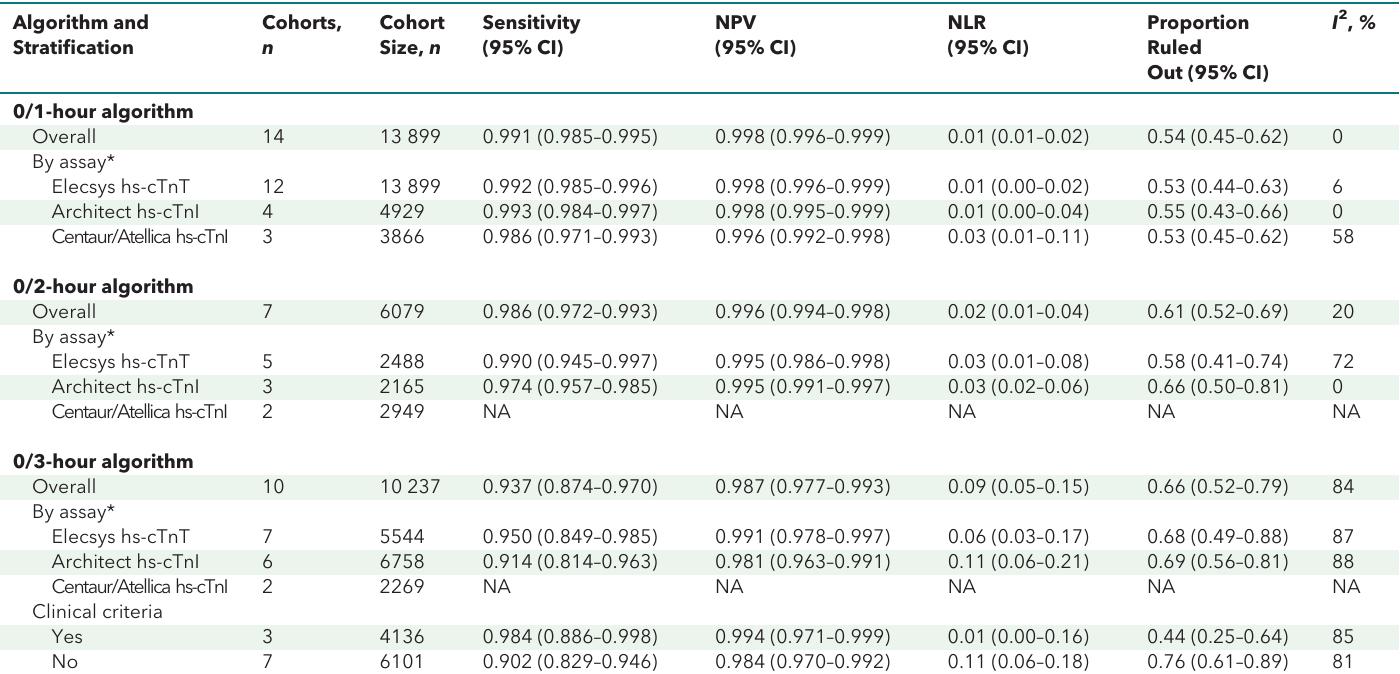 Algorithm and Stratification Cohorts, n Cohort Size, n Sensitivity (95% CI) NPV (95% CI) NLR (95% CI) Proportion Ruled Out (95% CI) I², %
0/1-hour algorithm
Overall 14 13 899 0.991 (0.985–0.995) 0.998 (0.996–0.999) 0.01 (0.01–0.02) 0.54 (0.45–0.62) 0
By assay*
Elecsys hs-cTnT 12 13 899 0.992 (0.985–0.996) 0.998 (0.996–0.999) 0.01 (0.00–0.02) 0.53 (0.44–0.63) 6
Architect hs-cTnI 4 4929 0.993 (0.984–0.997) 0.998 (0.995–0.999) 0.01 (0.00–0.04) 0.55 (0.43–0.66) 0
Centaur/Atellica hs-cTnI 3 3866 0.986 (0.971–0.993) 0.996 (0.992–0.998) 0.03 (0.01–0.11) 0.53 (0.45–0.62) 58
0/2-hour algorithm
Overall 7 6079 0.986 (0.972–0.993) 0.996 (0.994–0.998) 0.02 (0.01–0.04) 0.61 (0.52–0.69) 20
By assay*
Elecsys hs-cTnT 5 2488 0.990 (0.945–0.997) 0.995 (0.986–0.998) 0.03 (0.01–0.08) 0.58 (0.41–0.74) 72
Architect hs-cTnI 3 2165 0.974 (0.957–0.985) 0.995 (0.991–0.997) 0.03 (0.02–0.06) 0.66 (0.50–0.81) 0
Centaur/Atellica hs-cTnI 2 2949 NA NA NA NA NA
0/3-hour algorithm
Overall 10 10 237 0.937 (0.874–0.970) 0.987 (0.977–0.993) 0.09 (0.05–0.15) 0.66 (0.52–0.79) 84
By assay*
Elecsys hs-cTnT 7 5544 0.950 (0.849–0.985) 0.991 (0.978–0.997) 0.06 (0.03–0.17) 0.68 (0.49–0.88) 87
Architect hs-cTnI 6 6758 0.914 (0.814–0.963) 0.981 (0.963–0.991) 0.11 (0.06–0.21) 0.69 (0.56–0.81) 88
Centaur/Atellica hs-cTnI 2 2269 NA NA NA NA NA
Clinical criteria
Yes 3 4136 0.984 (0.886–0.998) 0.994 (0.971–0.999) 0.01 (0.00–0.16) 0.44 (0.25–0.64) 85
No 7 6101 0.902 (0.829–0.946) 0.984 (0.970–0.992) 0.11 (0.06–0.18) 0.76 (0.61–0.89) 81